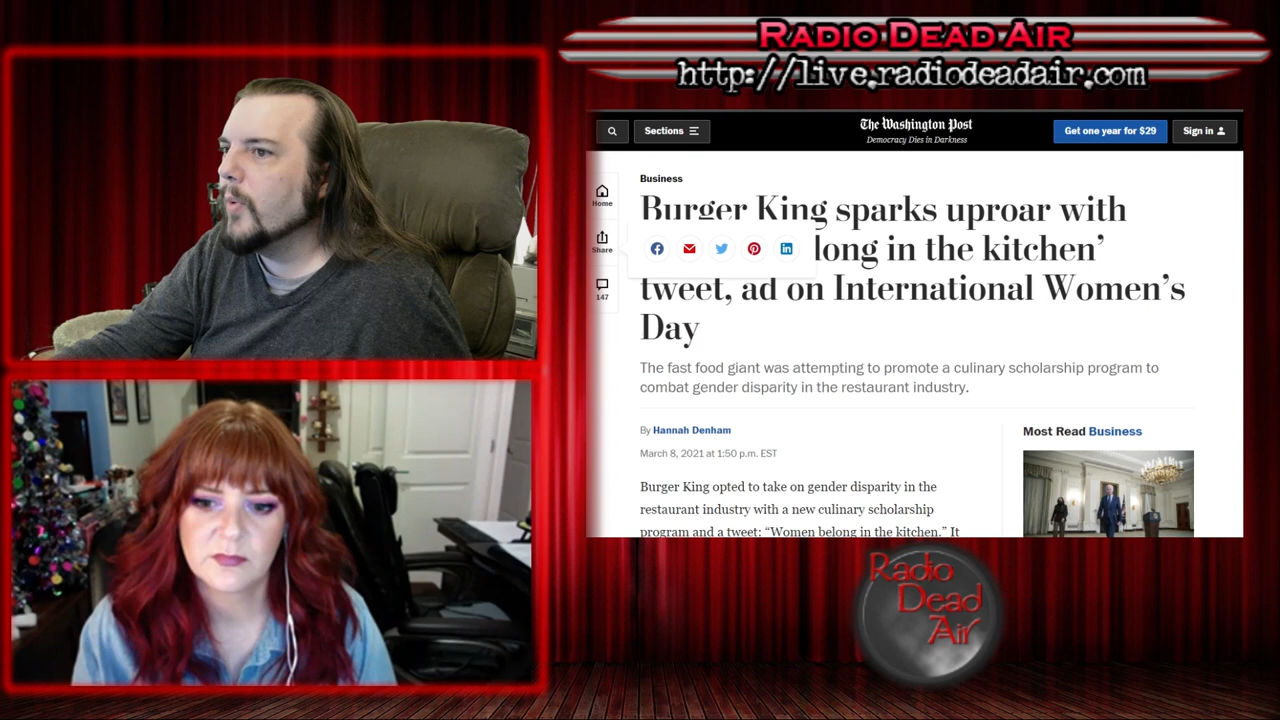 RADIO DEAD AIR
http://live.radiodeadair.com
Sections
The Washington Post
Democracy Dies in Darkness
Get one year for $29
Sign in
Business
Burger King sparks uproar with
long in the kitchen’
tweet, ad on International Women’s
Day
Home
Share
147
The fast food giant was attempting to promote a culinary scholarship program to
combat gender disparity in the restaurant industry.
By Hannah Denham
March 8, 2021 at 1:50 p.m. EST
Most Read Business
Burger King opted to take on gender disparity in the
restaurant industry with a new culinary scholarship
program and a tweet: “Women belong in the kitchen.” It
Radio
Dead
Air